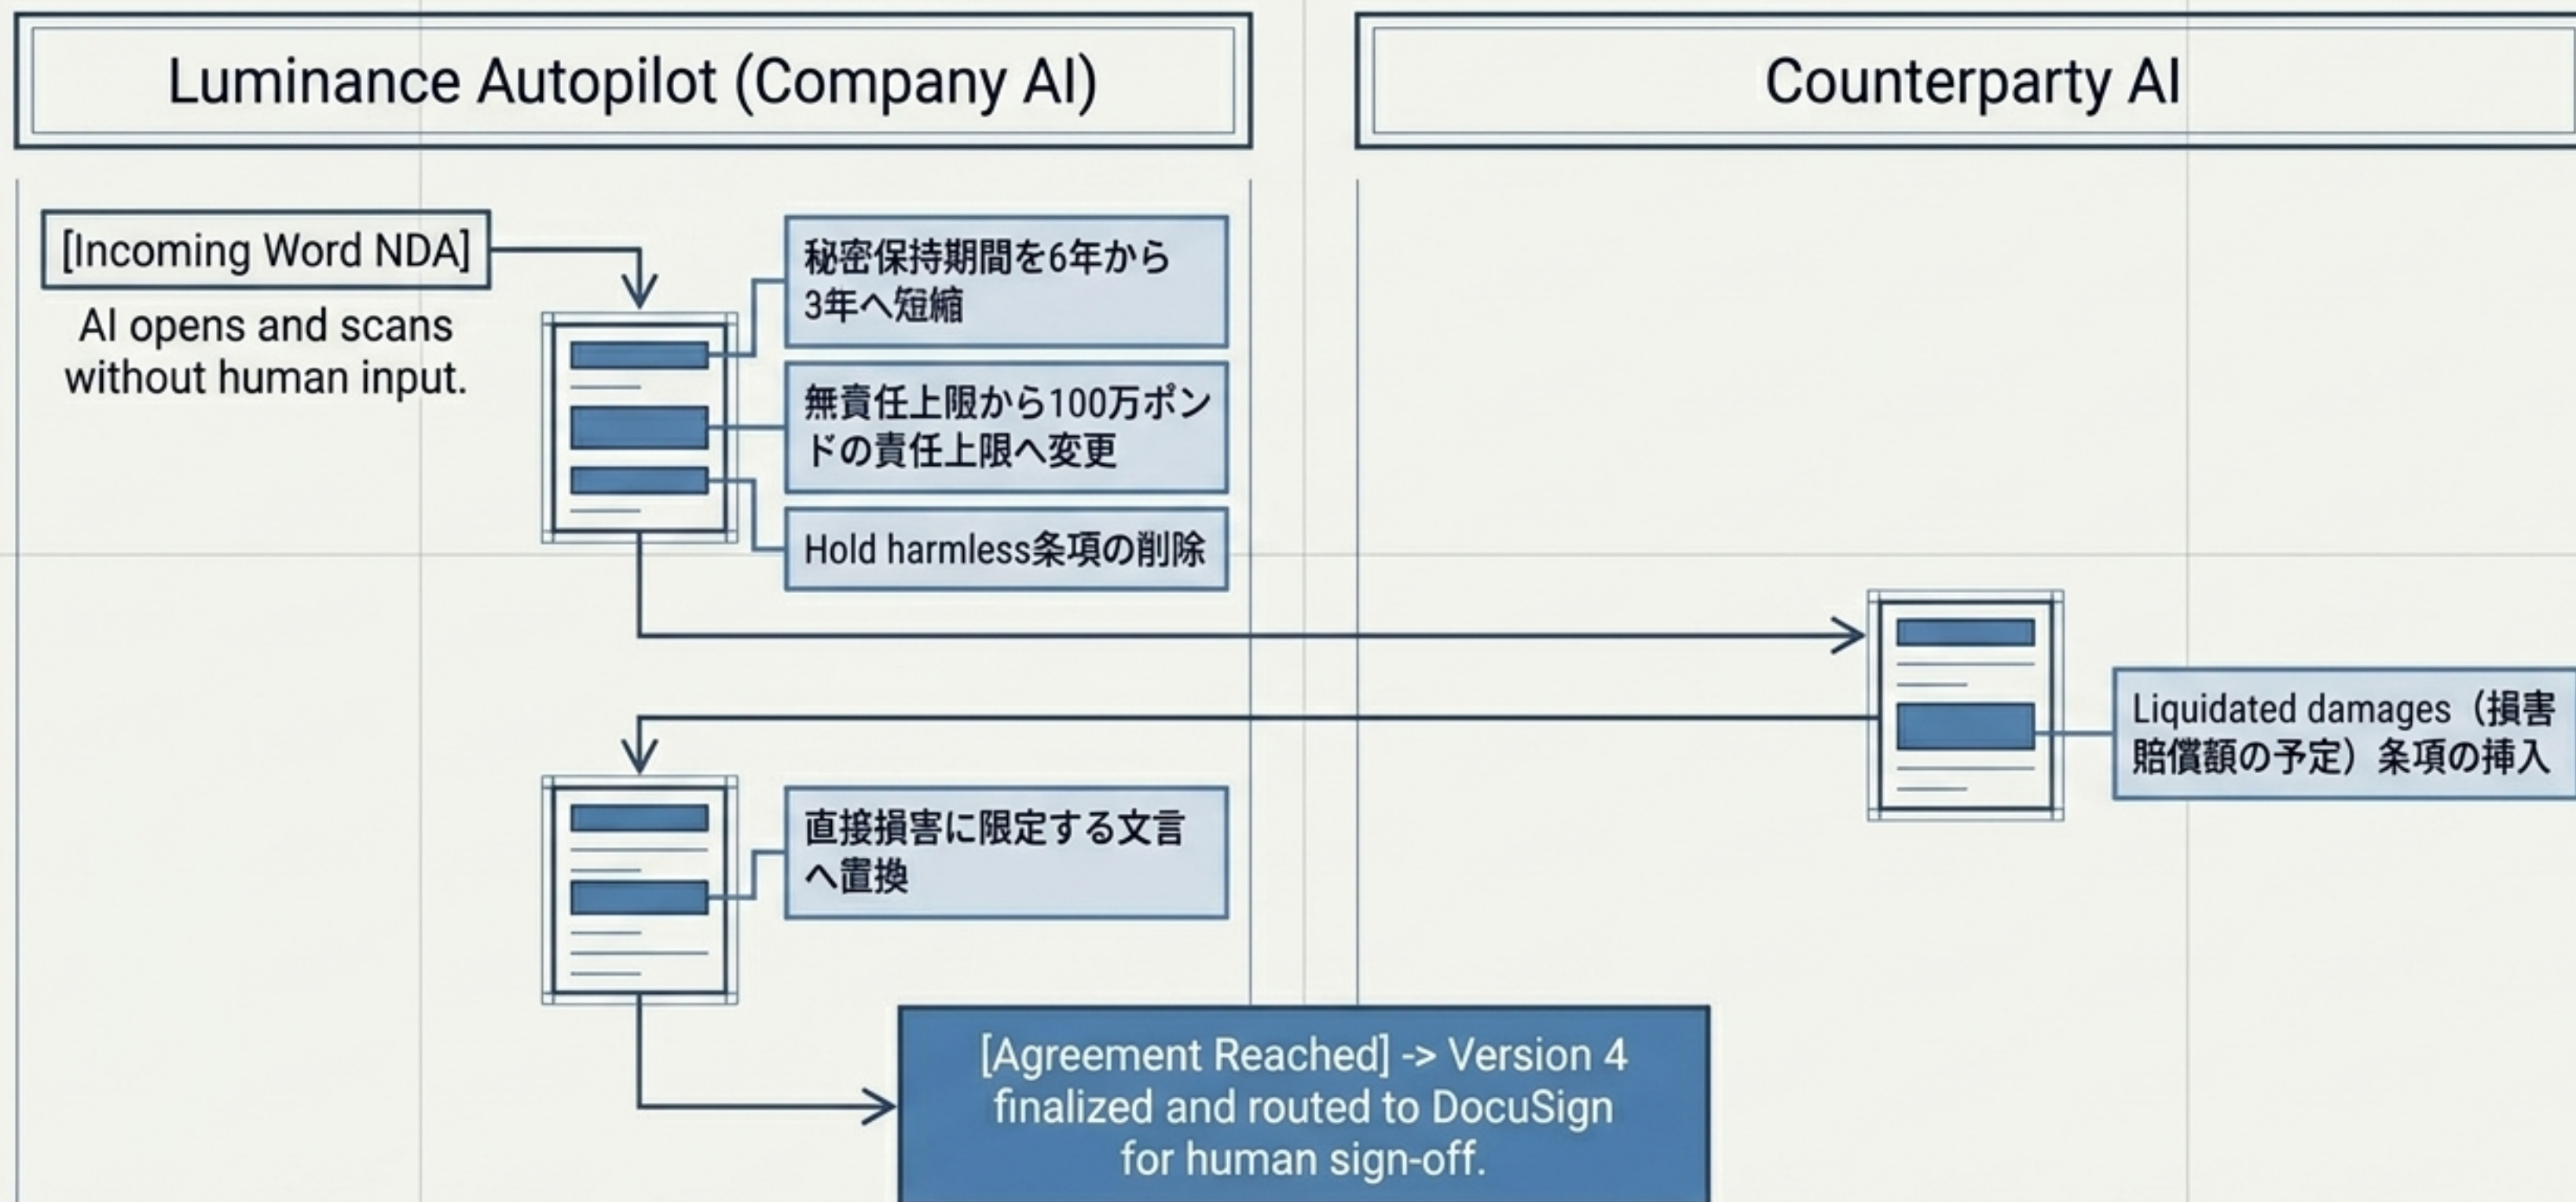 Luminance Autopilot (Company AI)
Counterparty AI
[Incoming Word NDA]
AI opens and scans
without human input.
秘密保持期間を6年から
3年へ短縮
無責任上限から100万ポン
ドの責任上限へ変更
Hold harmless条項の削除
Liquidated damages（損害
賠償額の予定）条項の挿入
直接損害に限定する文言
へ置換
[Agreement Reached] -> Version 4
finalized and routed to DocuSign
for human sign-off.